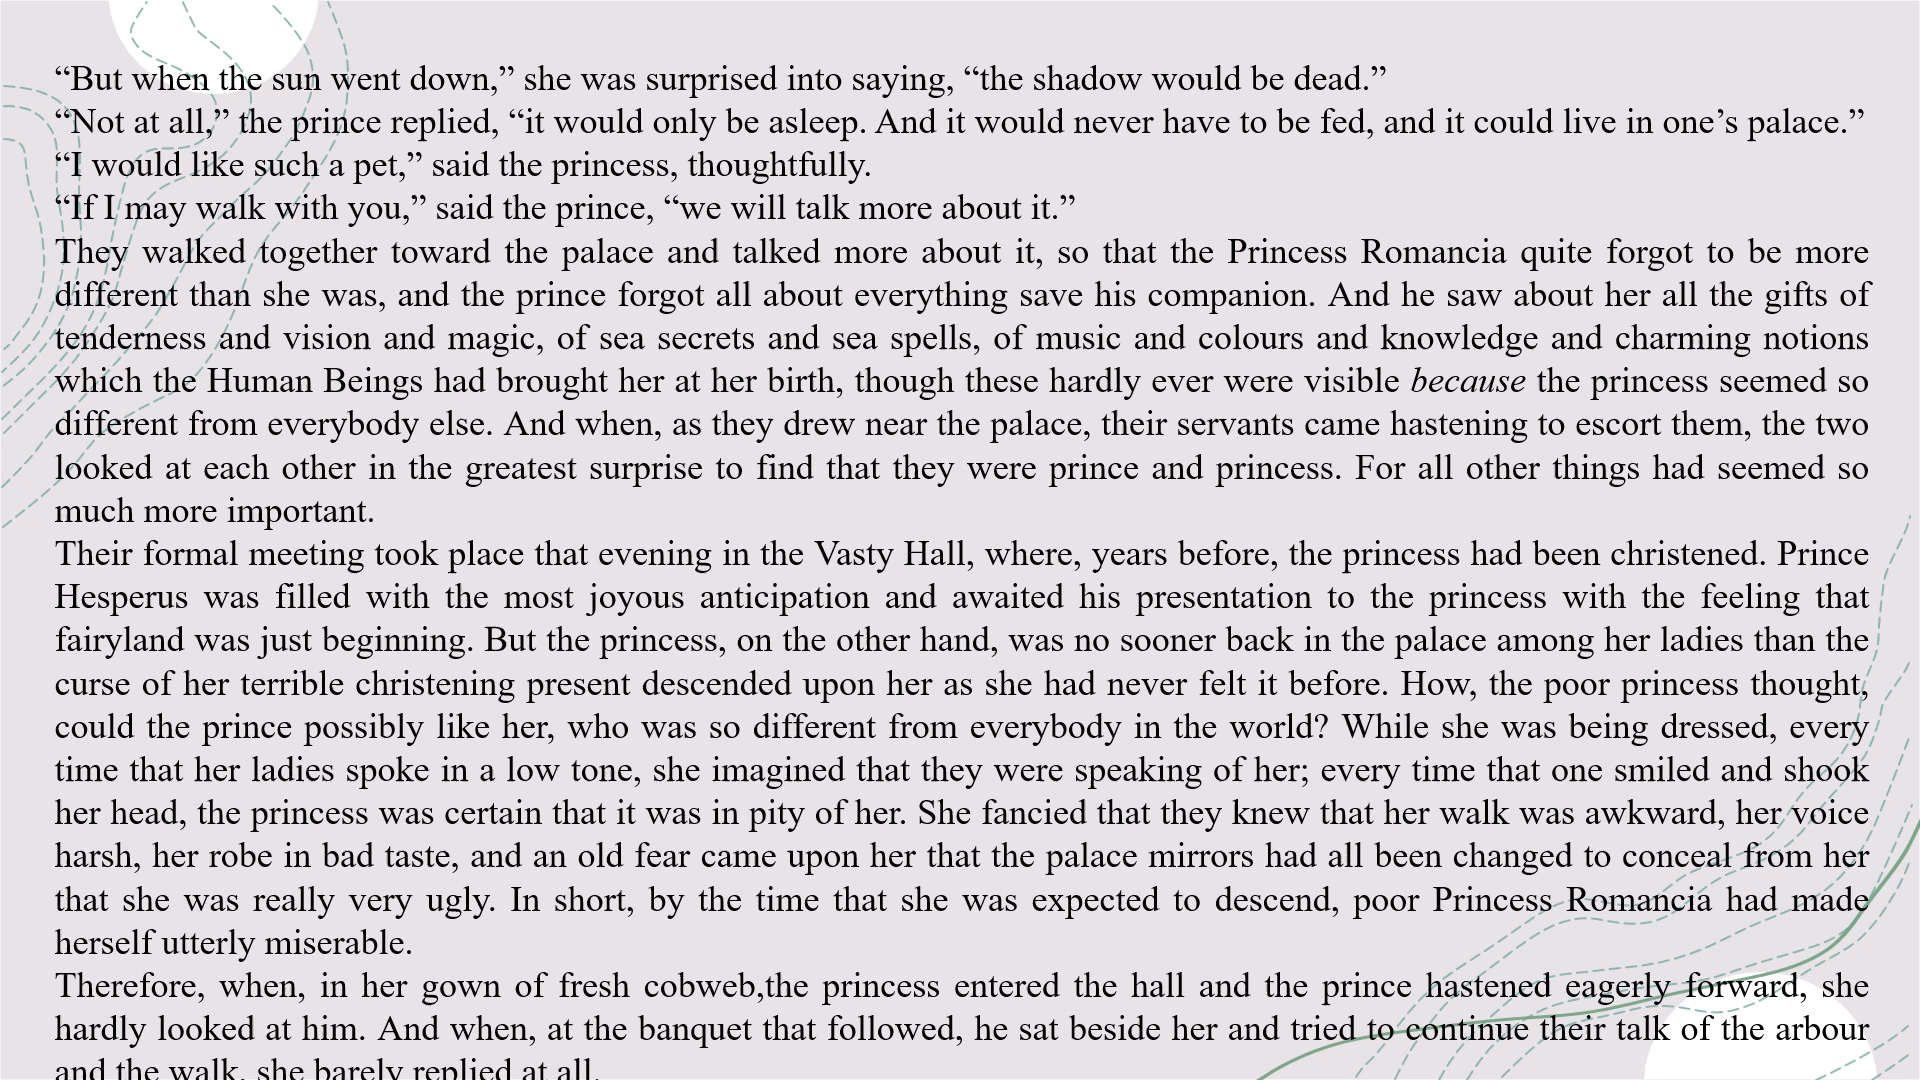 “But when the sun went down,” she was surprised into saying, “the shadow would be dead.”
“Not at all,” the prince replied, “it would only be asleep. And it would never have to be fed, and it could live in one’s palace.”
“I would like such a pet,” said the princess, thoughtfully.
“If I may walk with you,” said the prince, “we will talk more about it.”
They walked together toward the palace and talked more about it, so that the Princess Romancia quite forgot to be more
different than she was, and the prince forgot all about everything save his companion. And he saw about her all the gifts of
tenderness and vision and magic, of sea secrets and sea spells, of music and colours and knowledge and charming notions
which the Human Beings had brought her at her birth, though these hardly ever were visible because the princess seemed so
different from everybody else. And when, as they drew near the palace, their servants came hastening to escort them, the two
looked at each other in the greatest surprise to find that they were prince and princess. For all other things had seemed so
much more important.
Their formal meeting took place that evening in the Vasty Hall, where, years before, the princess had been christened. Prince
Hesperus was filled with the most joyous anticipation and awaited his presentation to the princess with the feeling that
fairyland was just beginning. But the princess, on the other hand, was no sooner back in the palace among her ladies than the
curse of her terrible christening present descended upon her as she had never felt it before. How, the poor princess thought,
could the prince possibly like her, who was so different from everybody in the world? While she was being dressed, every
time that her ladies spoke in a low tone, she imagined that they were speaking of her; every time that one smiled and shook
her head, the princess was certain that it was in pity of her. She fancied that they knew that her walk was awkward, her voice
harsh, her robe in bad taste, and an old fear came upon her that the palace mirrors had all been changed to conceal from her
that she was really very ugly. In short, by the time that she was expected to descend, poor Princess Romancia had made
herself utterly miserable.
Therefore, when, in her gown of fresh cobweb,the princess entered the hall and the prince hastened eagerly forward, she
hardly looked at him. And when, at the banquet that followed, he sat beside her and tried to continue their talk of the arbour
and the walk, she barely replied at all.